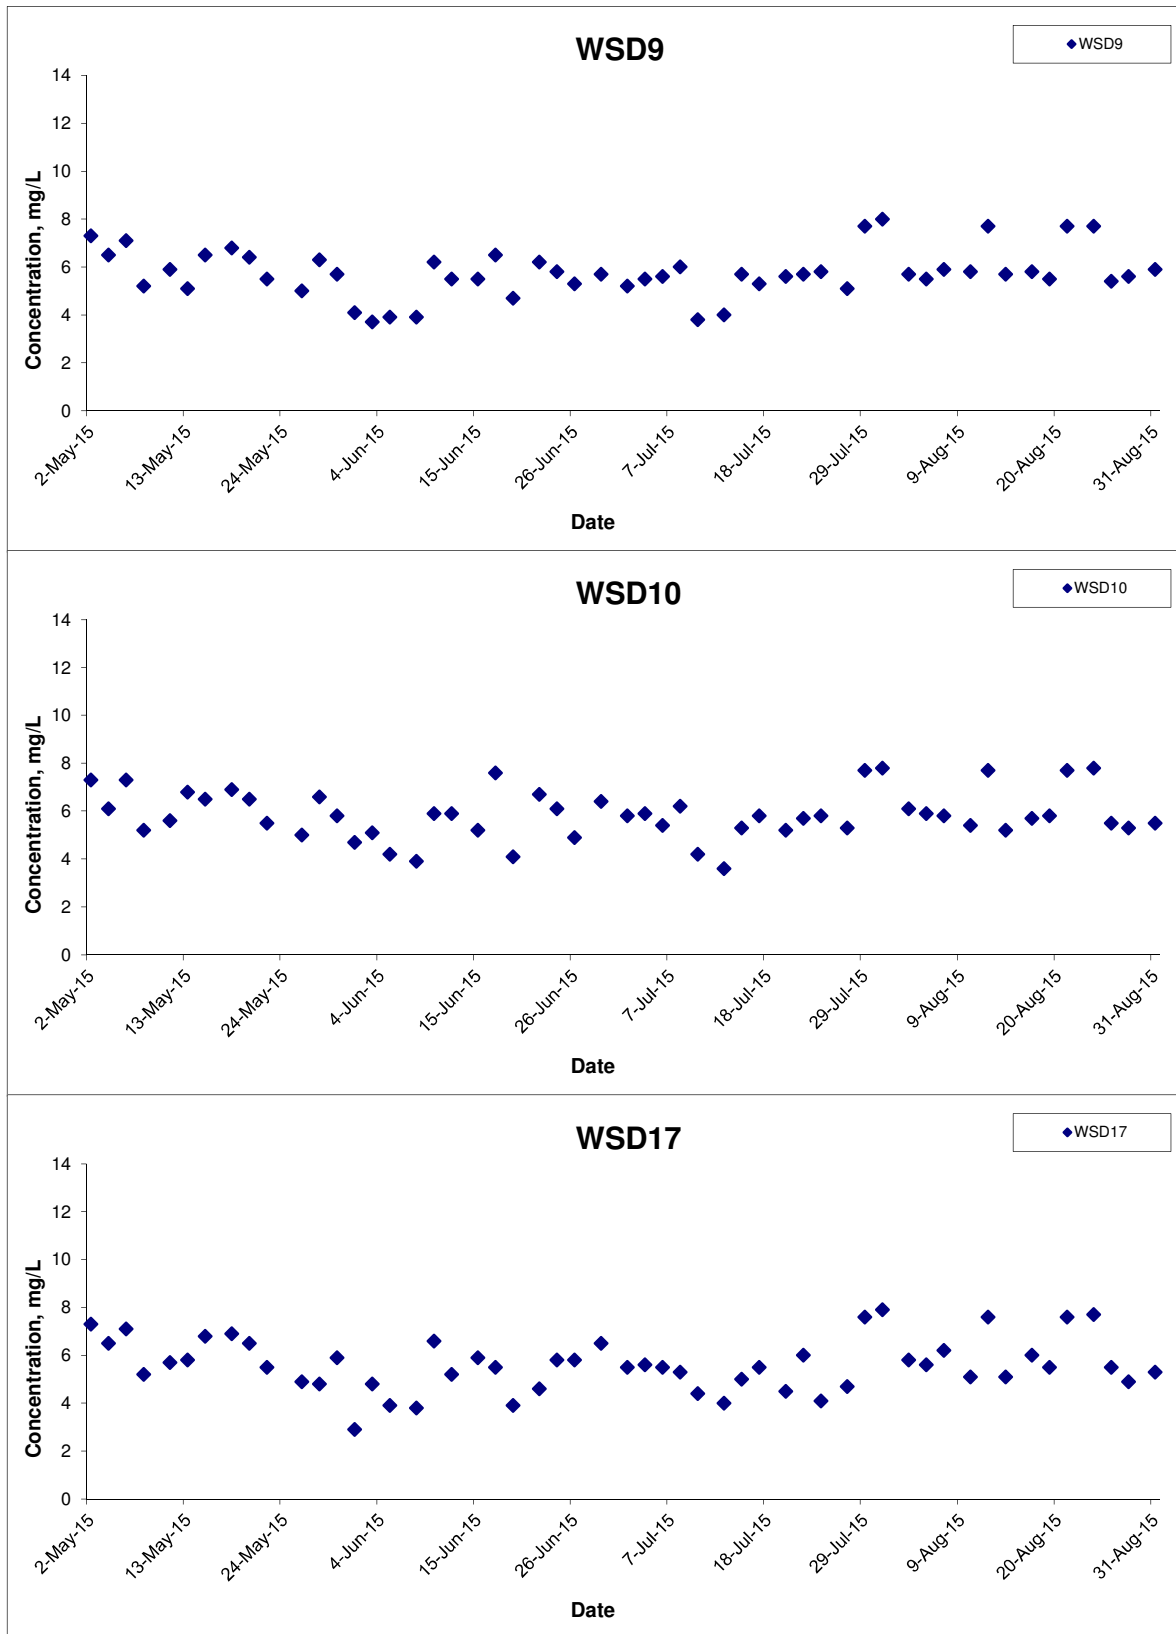 WSD9
WSD9
14
12
10
8
6
4
2
0
Concentration, mg/L
2-May-15
13-May-15
24-May-15
4-Jun-15
15-Jun-15
26-Jun-15
7-Jul-15
18-Jul-15
29-Jul-15
9-Aug-15
20-Aug-15
31-Aug-15
Date
WSD10
WSD10
14
12
10
8
6
4
2
0
Concentration, mg/L
2-May-15
13-May-15
24-May-15
4-Jun-15
15-Jun-15
26-Jun-15
7-Jul-15
18-Jul-15
29-Jul-15
9-Aug-15
20-Aug-15
31-Aug-15
Date
WSD17
WSD17
14
12
10
8
6
4
2
0
Concentration, mg/L
2-May-15
13-May-15
24-May-15
4-Jun-15
15-Jun-15
26-Jun-15
7-Jul-15
18-Jul-15
29-Jul-15
9-Aug-15
20-Aug-15
31-Aug-15
Date